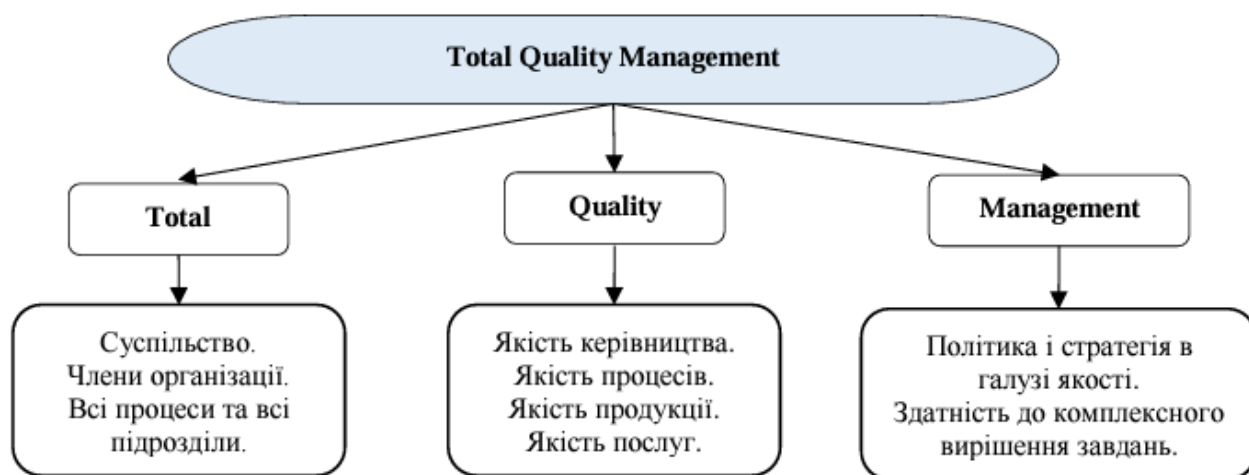 Total Quality Management
Total
Quality
Management
Суспільство.
Члени організації.
Всі процеси та всі
підрозділи.
Якість керівництва.
Якість процесів.
Якість продукції.
Якість послуг.
Політика і стратегія в
галузі якості.
Здатність до комплексного
вирішення завдань.